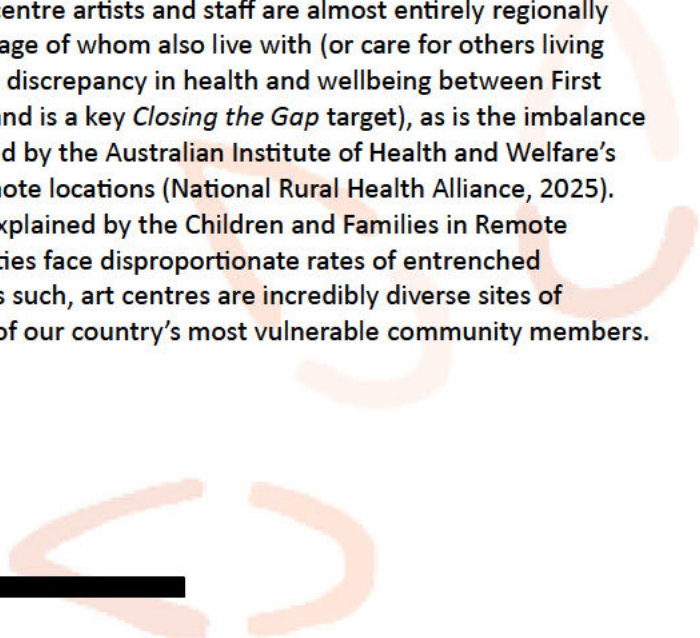 centre artists and staff are almost entirely regionally
age of whom also live with (or care for others living
discrepancy in health and wellbeing between First
and is a key Closing the Gap target), as is the imbalance
d by the Australian Institute of Health and Welfare's
ote locations (National Rural Health Alliance, 2025).
xplained by the Children and Families in Remote
ties face disproportionate rates of entrenched
s such, art centres are incredibly diverse sites of
of our country's most vulnerable community members.